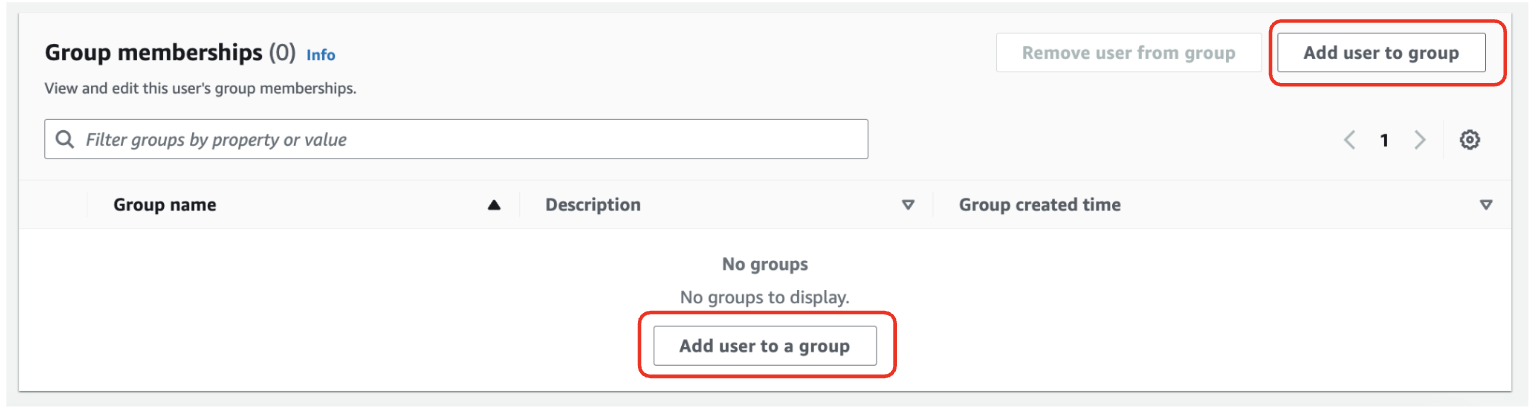 Group memberships (0) Info
Remove user from group
Add user to group
View and edit this user's group memberships.
Filter groups by property or value
1
Group name Description Group created time
No groups
No groups to display.
Add user to a group